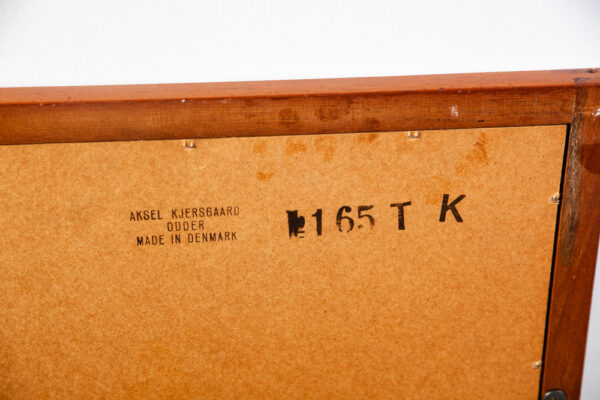 AKSEL KJERSGAARD
ODDER
MADE IN DENMARK
165 T K